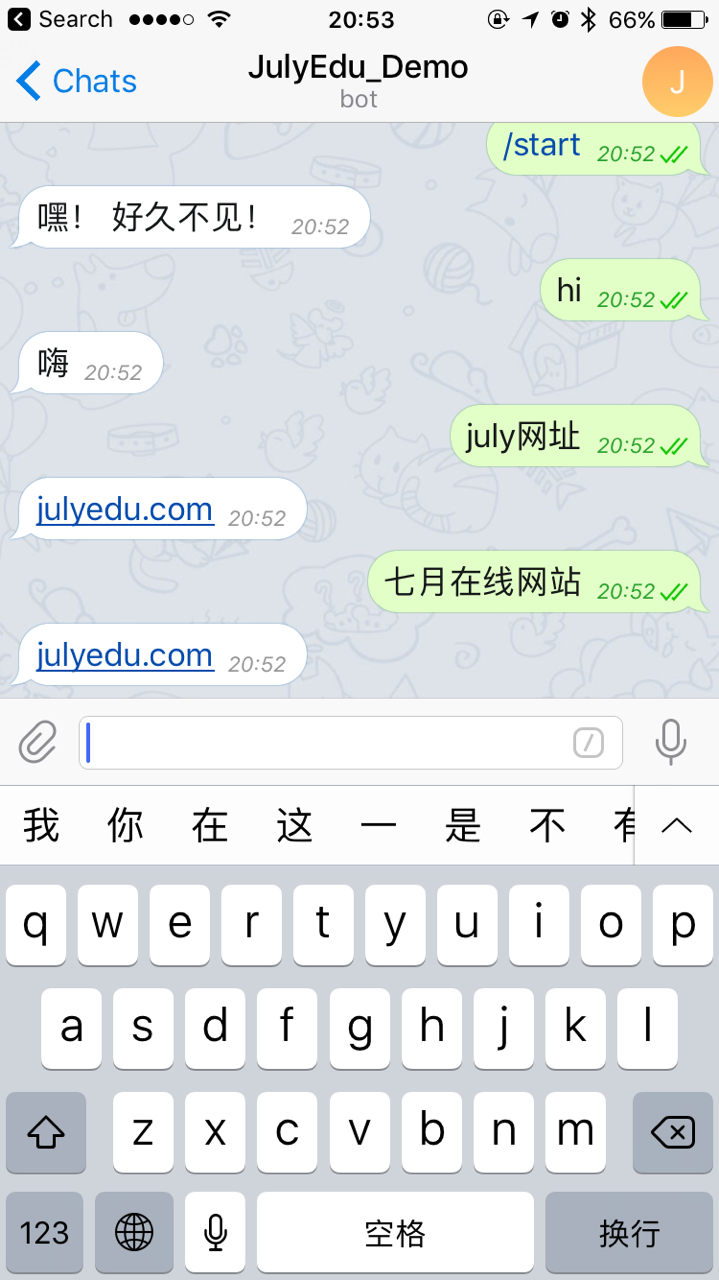 Search 20:53 66%
Chats JulyEdu_Demo J
bot
/start 20:52
嘿！ 好久不见！ 20:52
hi 20:52
嗨 20:52
july网址 20:52
julyedu.com 20:52
七月在线网站 20:52
julyedu.com 20:52
/
我 你 在 这 一 是 不 有
q w e r t y u i o p
a s d f g h j k l
z x c v b n m
123 空格 换行